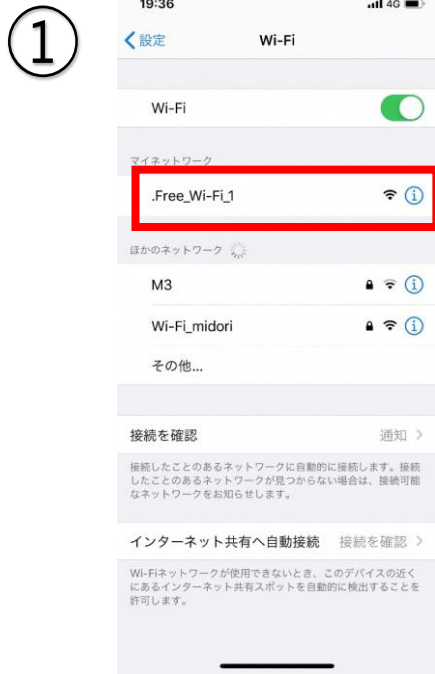 ①
19:36 4G
設定 Wi-Fi
Wi-Fi
マイネットワーク
.Free_Wi-Fi_1
ほかのネットワーク
M3
Wi-Fi_midori
その他...
接続を確認 通知
接続したことのあるネットワークに自動的に接続します。接続
したことのあるネットワークが見つからない場合は、接続可能
なネットワークをお知らせします。
インターネット共有へ自動接続 接続を確認
Wi-Fiネットワークが使用できないとき、このデバイスの近く
にあるインターネット共有スポットを自動的に検出することを
許可します。